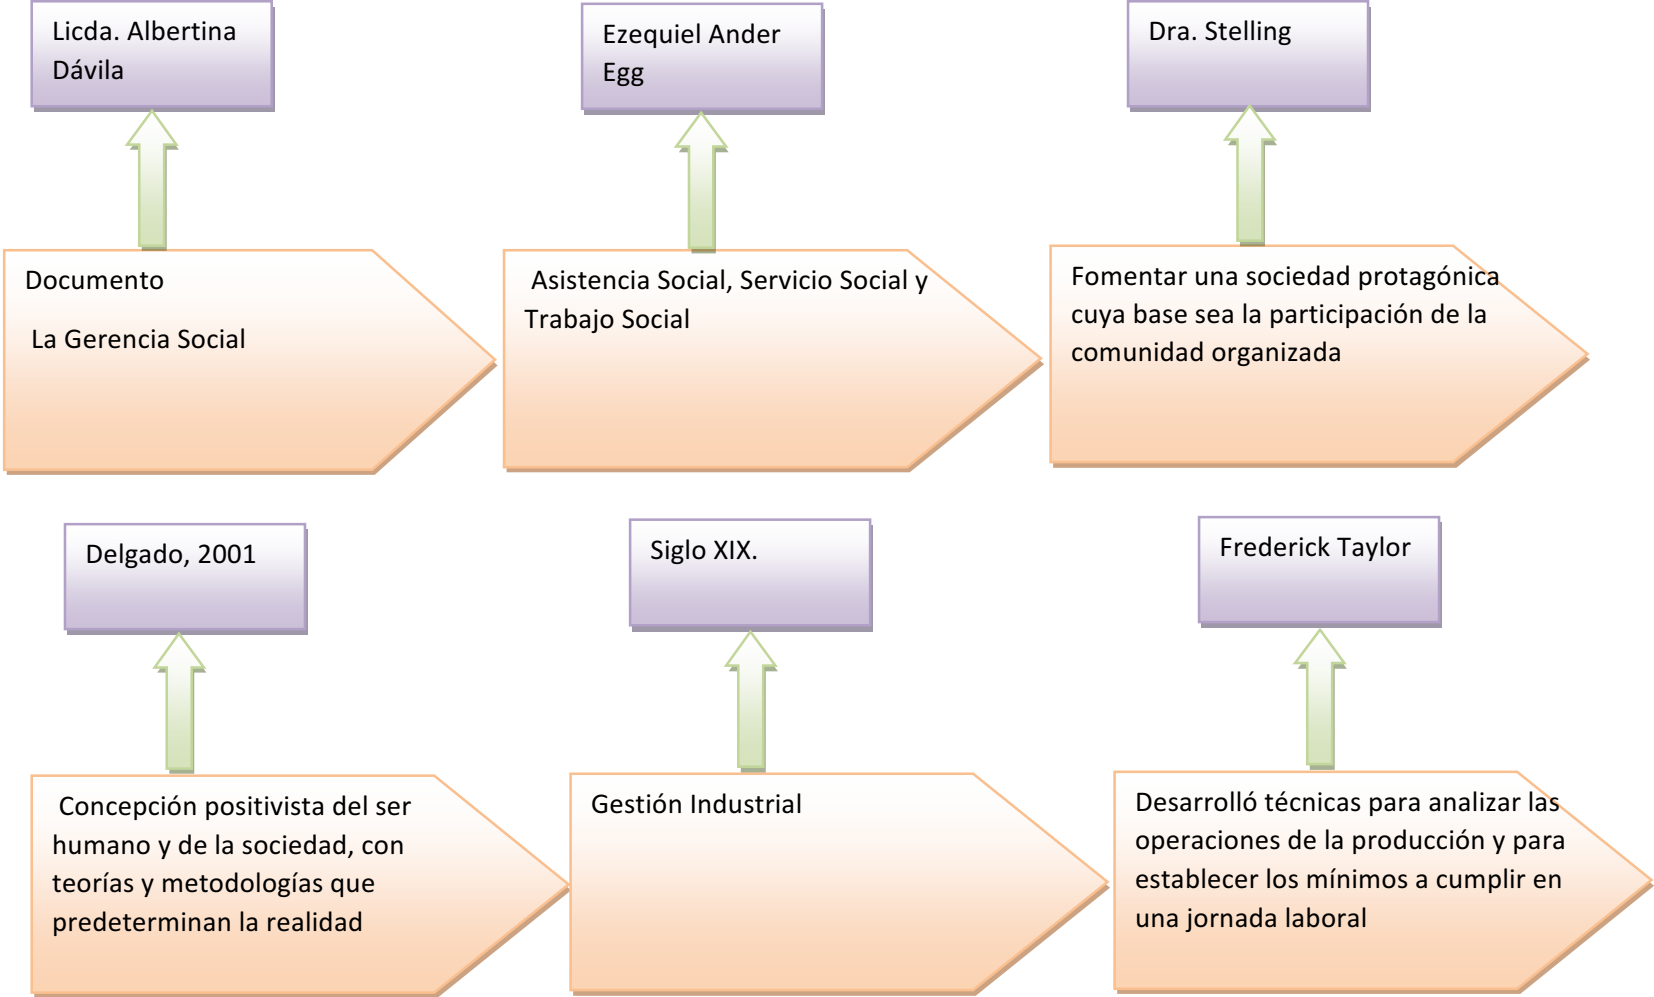 Licda. Albertina
Dávila
Ezequiel Ander
Egg
Dra. Stelling
Documento
La Gerencia Social
Asistencia Social, Servicio Social y
Trabajo Social
Fomentar una sociedad protagónica
cuya base sea la participación de la
comunidad organizada
Delgado, 2001
Siglo XIX.
Frederick Taylor
Concepción positivista del ser
humano y de la sociedad, con
teorías y metodologías que
predeterminan la realidad
Gestión Industrial
Desarrolló técnicas para analizar las
operaciones de la producción y para
establecer los mínimos a cumplir en
una jornada laboral